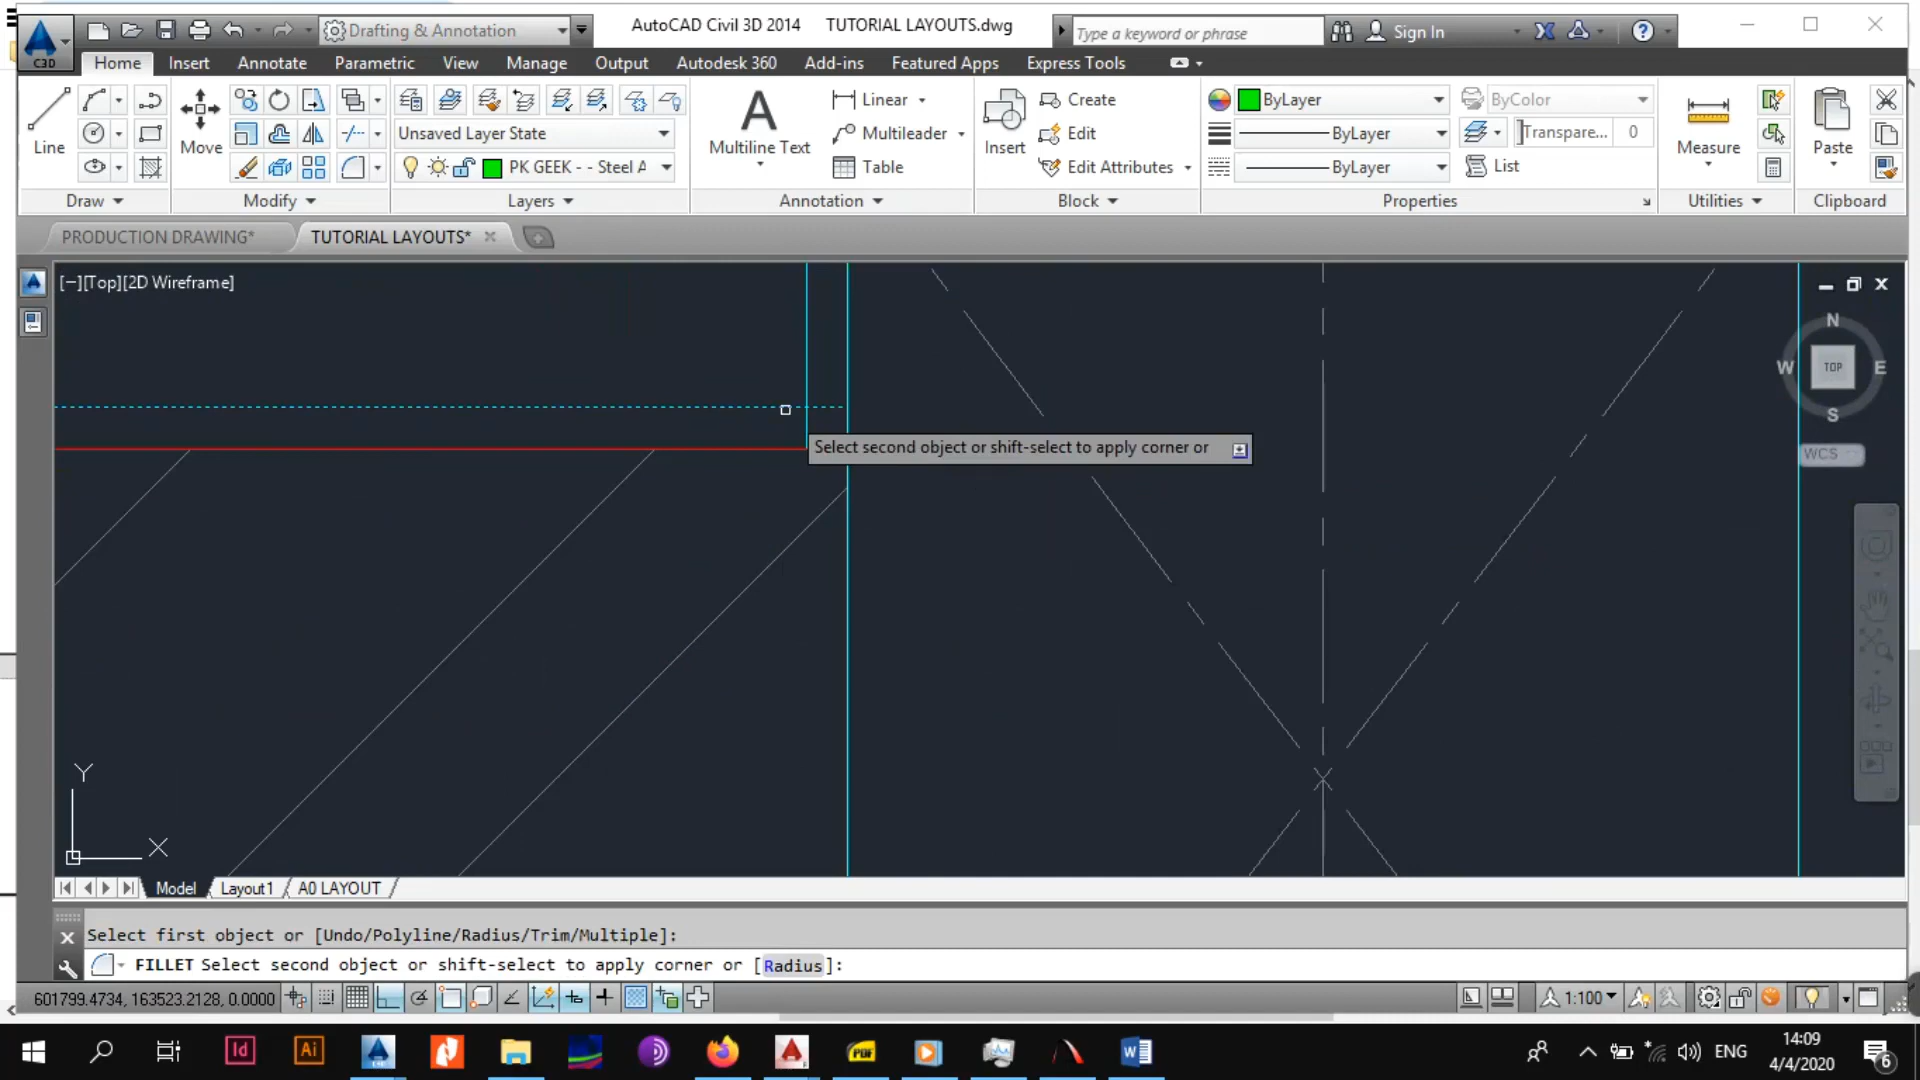 AutoCAD Civil 3D 2014 TUTORIAL LAYOUTS.dwg
Drafting & Annotation
Type a keyword or phrase
Sign In
C3D
Home Insert Annotate Parametric View Manage Output Autodesk 360 Add-ins Featured Apps Express Tools
Line
Move
Unsaved Layer State
PK GEEK - - Steel A
Multiline Text
Linear
Multileader
Table
Insert
Create
Edit
Edit Attributes
ByLayer
ByLayer
ByLayer
ByColor
Transpare... 0
List
Measure
Paste
Draw Modify Layers Annotation Block Properties Utilities Clipboard
PRODUCTION DRAWING* TUTORIAL LAYOUTS*
[−][Top][2D Wireframe]
N
W TOP E
S
WCS
Select second object or shift-select to apply corner or
Y
X
Model Layout1 A0 LAYOUT
Select first object or [Undo/Polyline/Radius/Trim/Multiple]:
FILLET Select second object or shift-select to apply corner or [Radius]:
601799.4734, 163523.2128, 0.0000
1:100
Id
Ai
PDF
ENG
14:09
4/4/2020
6